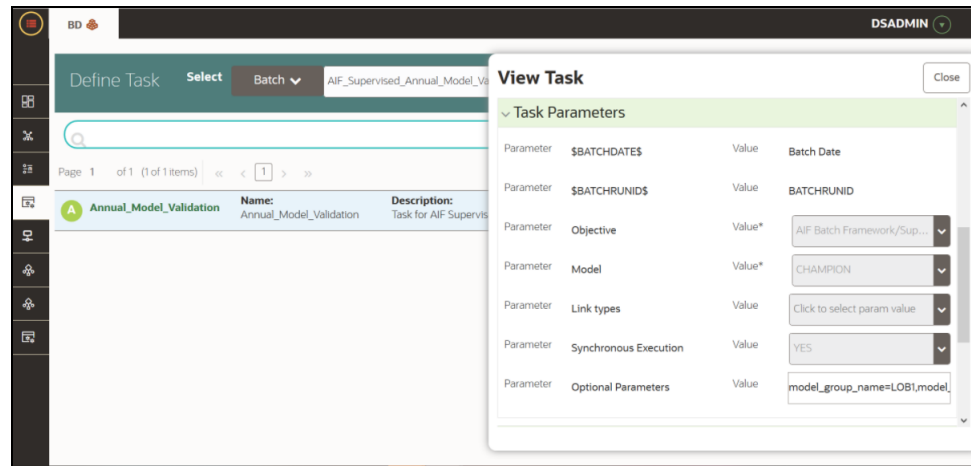 BD
DSADMIN
Define Task Select Batch AIF_Supervised_Annual_Model_Va
Page 1 of 1 (1 of 1 items) « < 1 > »
A Annual_Model_Validation
Name:
Annual_Model_Validation
Description:
Task for AIF Supervis
View Task
Close
Task Parameters
Parameter $BATCHDATE$ Value Batch Date
Parameter $BATCHRUNID$ Value BATCHRUNID
Parameter Objective Value* AIF Batch Framework/Sup...
Parameter Model Value* CHAMPION
Parameter Link types Value Click to select param value
Parameter Synchronous Execution Value YES
Parameter Optional Parameters Value model_group_name=LOB1,model_